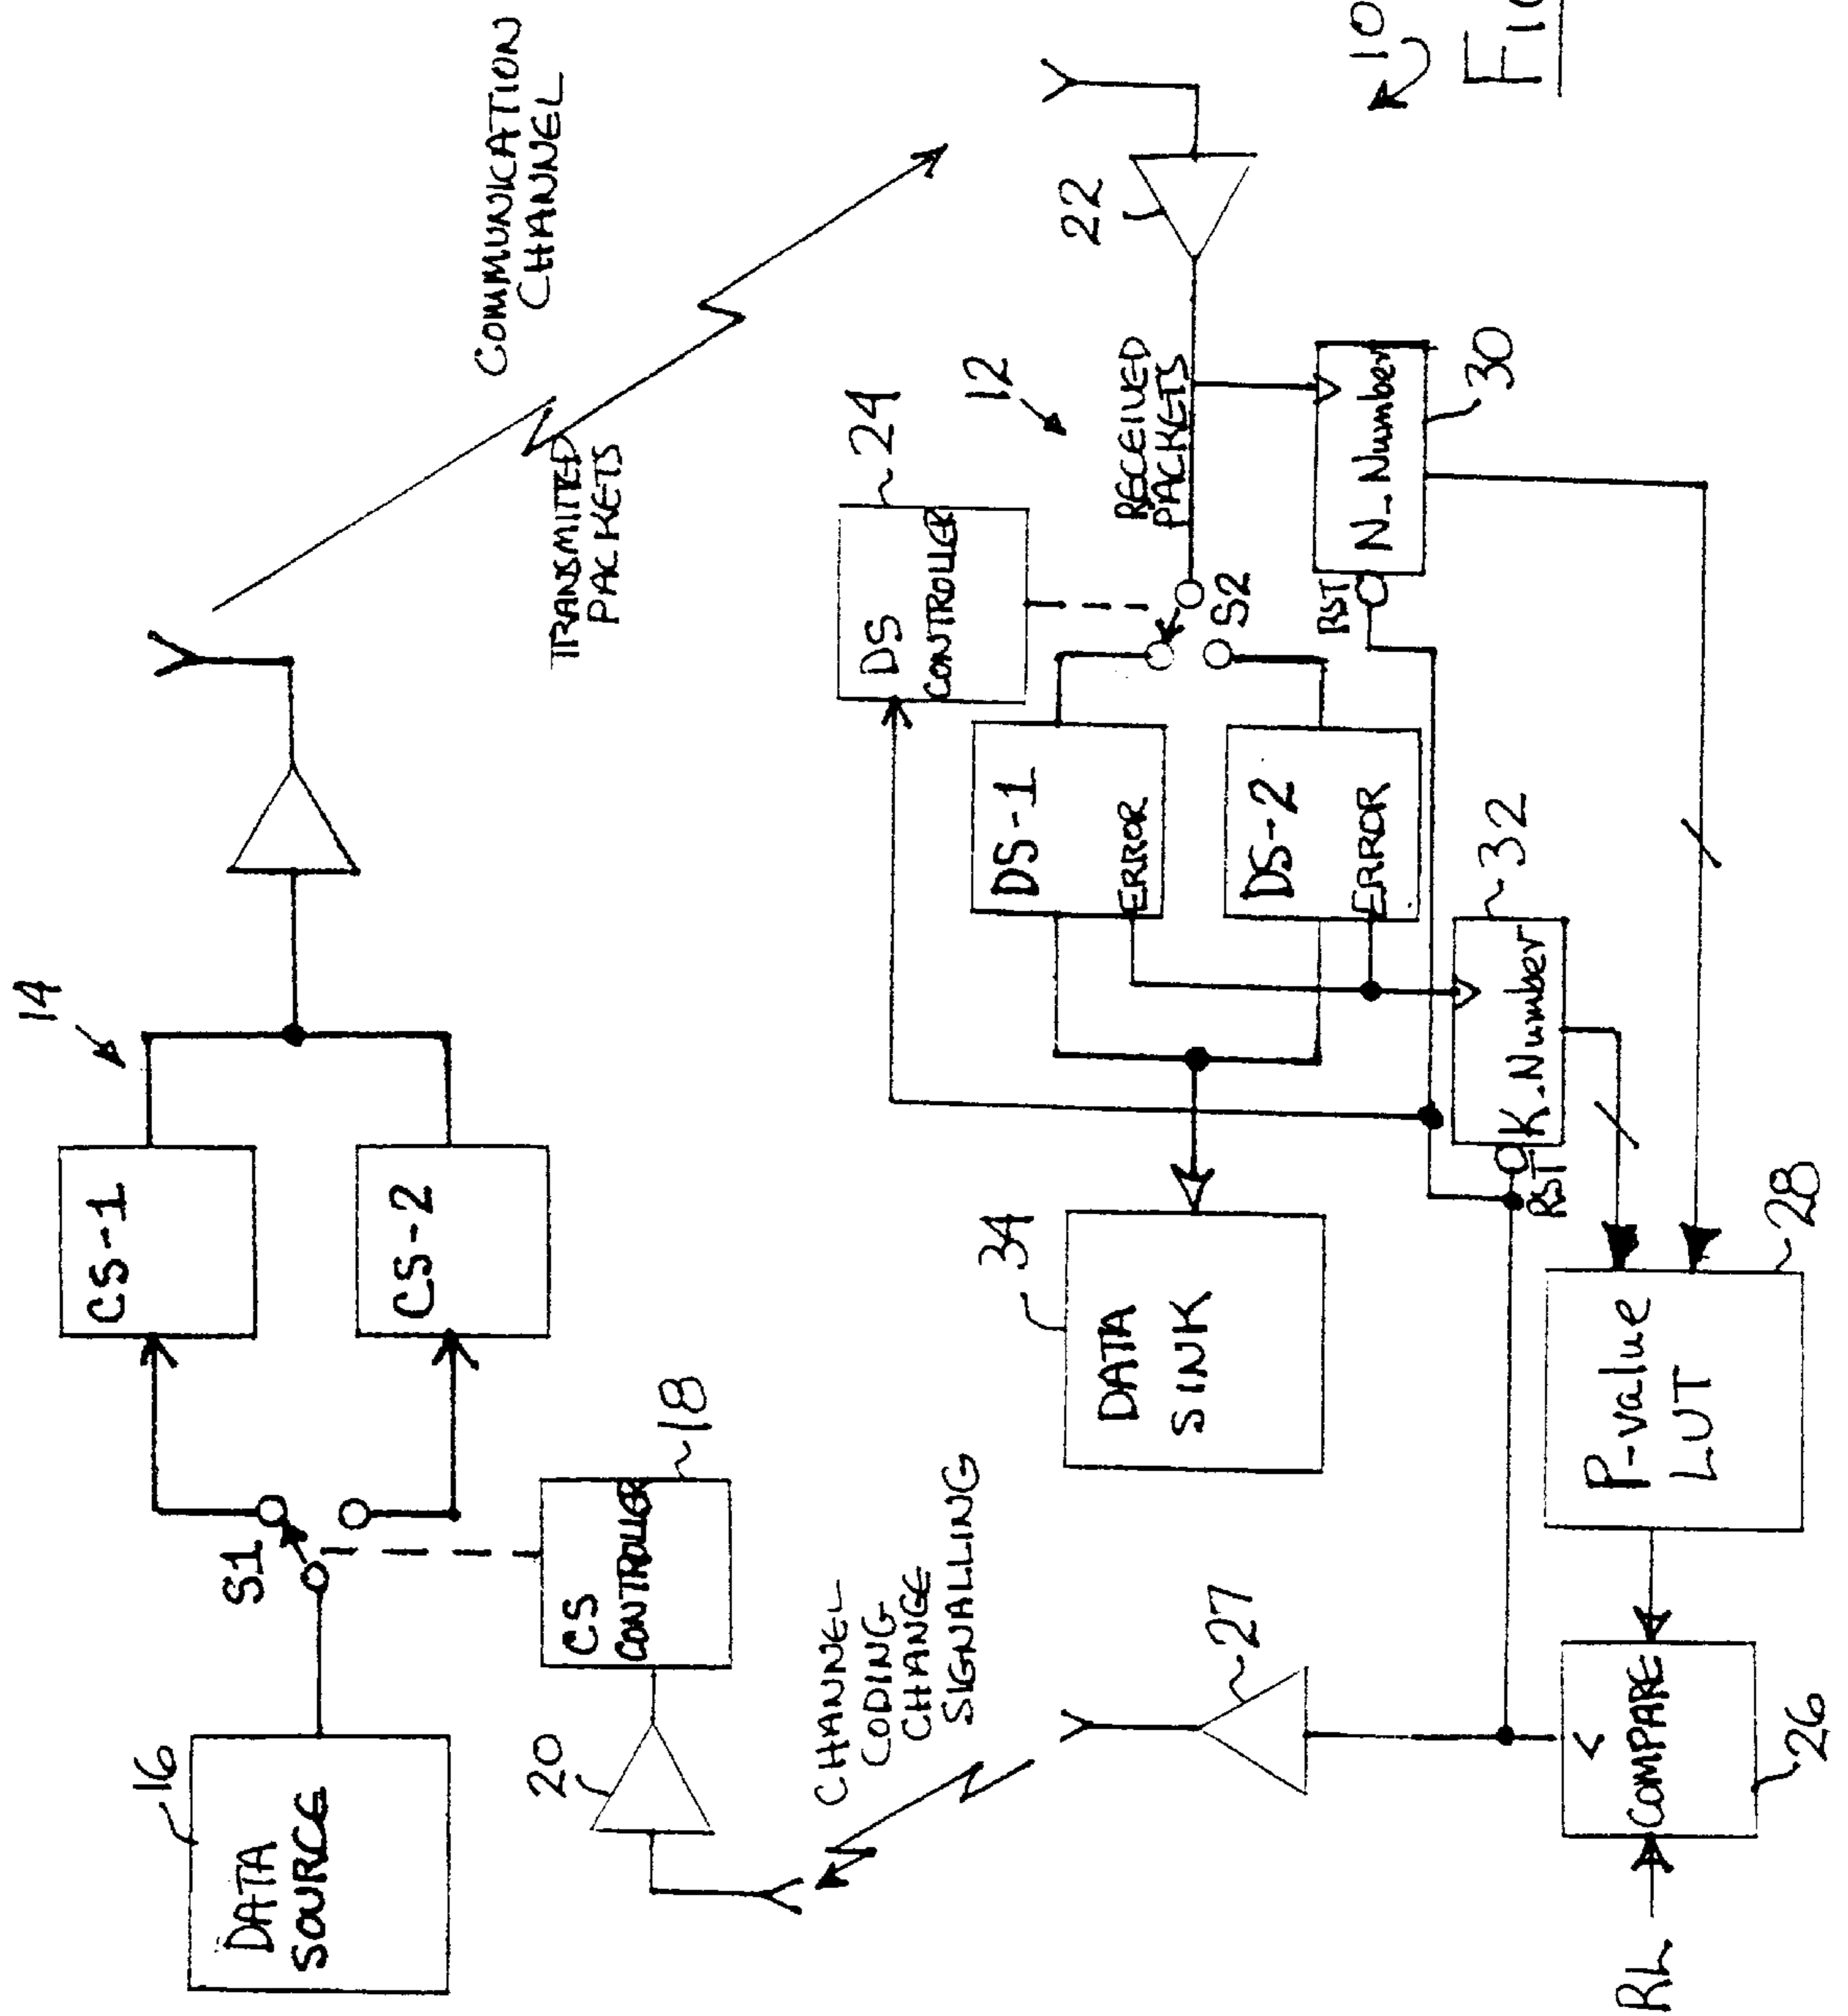 14
16
DATA
SOURCE
S1
CS-1
CS-2
CS
CONTROLLER
18
20
COMMUNICATION
CHANNEL
TRANSMITTED
PACKETS
CHANNEL
CODING
CHANGE
SIGNALLING
24
DS
CONTROLLER
12
22
RECEIVED
PACKETS
S2
DS-1
ERROR
DS-2
ERROR
34
DATA
SINK
27
RST
N_Number
30
K_Number
32
RST
P-value
LUT
28
<
COMPARE
26
RL
10